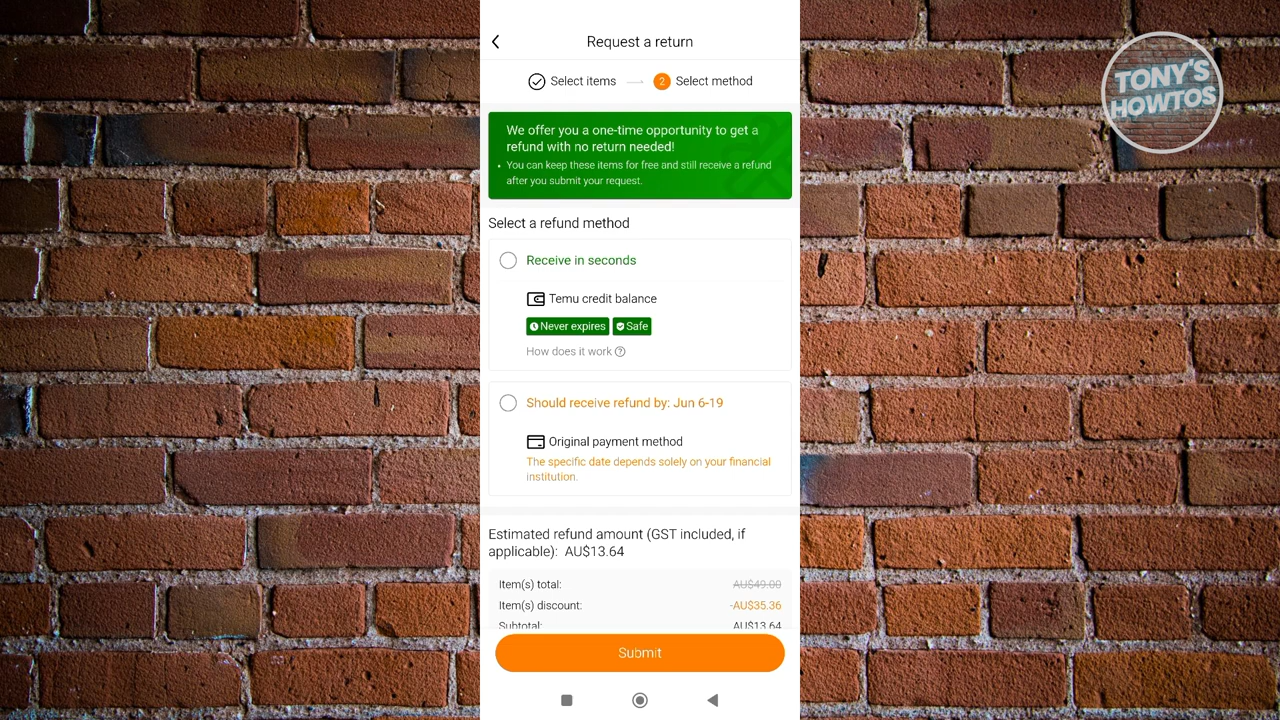 Request a return
Select items
2 Select method
TONY'S
HOWTOS
We offer you a one-time opportunity to get a
refund with no return needed!
• You can keep these items for free and still receive a refund
after you submit your request.
Select a refund method
Receive in seconds
Temu credit balance
Never expires Safe
How does it work ?
Should receive refund by: Jun 6-19
Original payment method
The specific date depends solely on your financial
institution.
Estimated refund amount (GST included, if
applicable): AU$13.64
Item(s) total: AU$49.00
Item(s) discount: -AU$35.36
Subtotal: AU$13.64
Submit